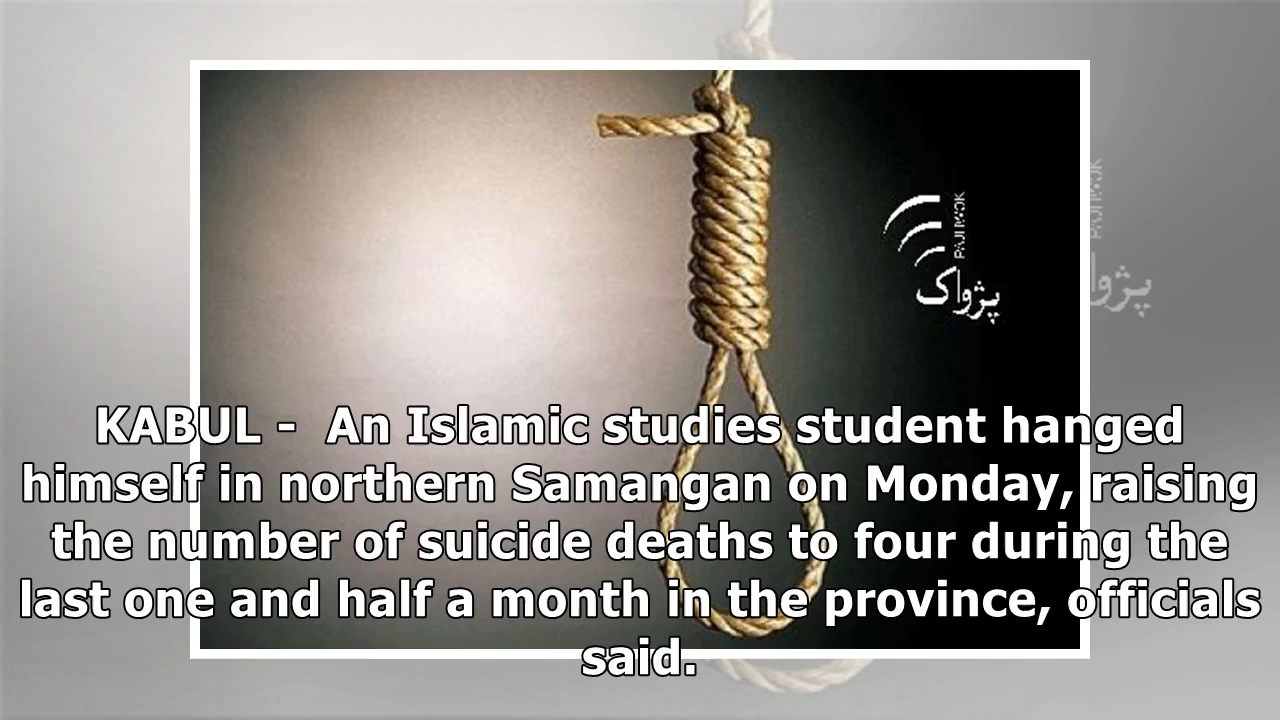 PAJHWOK
پژواک
KABUL -  An Islamic studies student hanged
himself in northern Samangan on Monday, raising
the number of suicide deaths to four during the
last one and half a month in the province, officials
said.